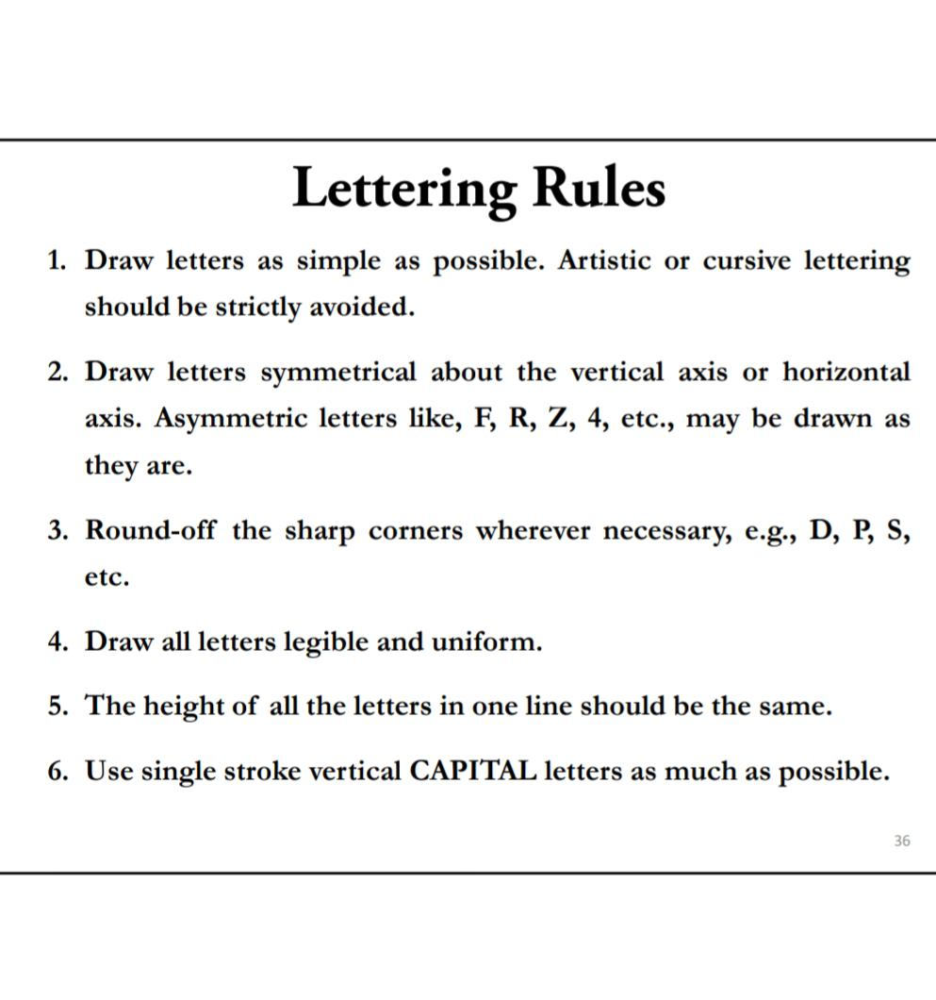 Lettering Rules
1. Draw letters as simple as possible. Artistic or cursive lettering
should be strictly avoided.
2. Draw letters symmetrical about the vertical axis or horizontal
axis. Asymmetric letters like, F, R, Z, 4, etc., may be drawn as
they are.
3. Round-off the sharp corners wherever necessary, e.g., D, P, S,
etc.
4. Draw all letters legible and uniform.
5. The height of all the letters in one line should be the same.
6. Use single stroke vertical CAPITAL letters as much as possible.
36